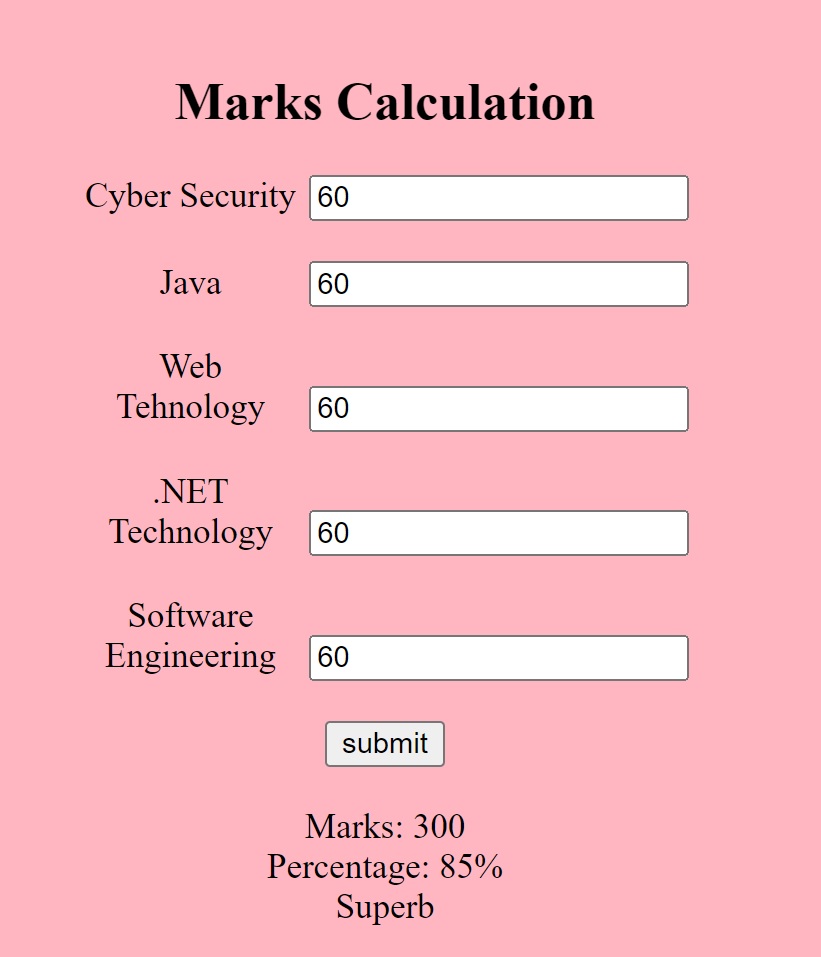 Marks Calculation
Cyber Security 60
Java 60
Web
Tehnology 60
.NET
Technology 60
Software
Engineering 60
submit
Marks: 300
Percentage: 85%
Superb